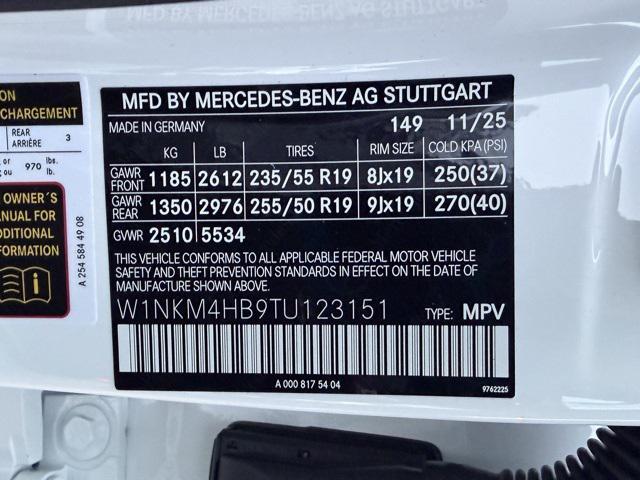 MFD BY MERCEDES-BENZ AG STUTTGART
MADE IN GERMANY 149 11/25
KG LB TIRES RIM SIZE COLD KPA (PSI)
GAWR FRONT 1185 2612 235/55 R19 8Jx19 250(37)
GAWR REAR 1350 2976 255/50 R19 9Jx19 270(40)
GVWR 2510 5534
THIS VEHICLE CONFORMS TO ALL APPLICABLE FEDERAL MOTOR VEHICLE
SAFETY AND THEFT PREVENTION STANDARDS IN EFFECT ON THE DATE OF
MANUFACTURE SHOWN ABOVE.
W1NKM4HB9TU123151 TYPE: MPV
A 000 817 54 04
9762225
CHARGEMENT
REAR
ARRIÈRE 3
ou 970 lbs.
lb.
OWNER´S
MANUAL FOR
INFORMATION
A 254 584 49 08